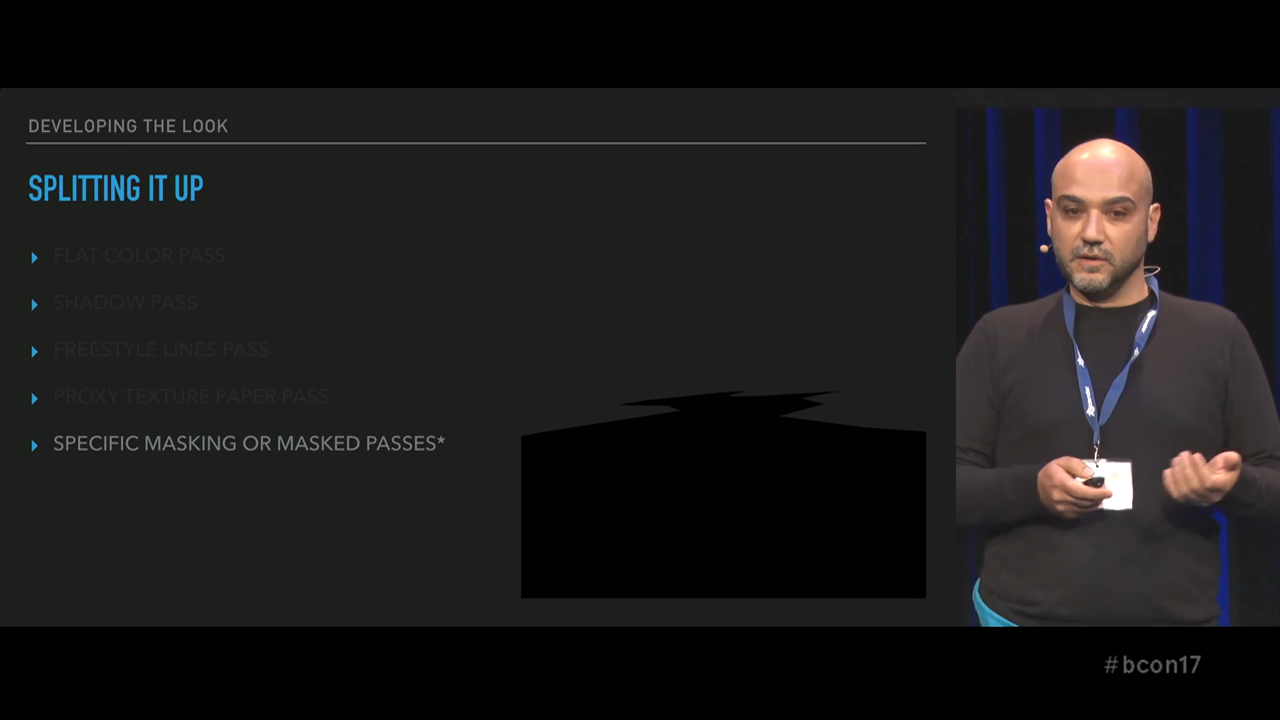 DEVELOPING THE LOOK
SPLITTING IT UP
FLAT COLOR PASS
SHADOW PASS
FREESTYLE LINES PASS
PROXY TEXTURE PAPER PASS
SPECIFIC MASKING OR MASKED PASSES*
#bcon17